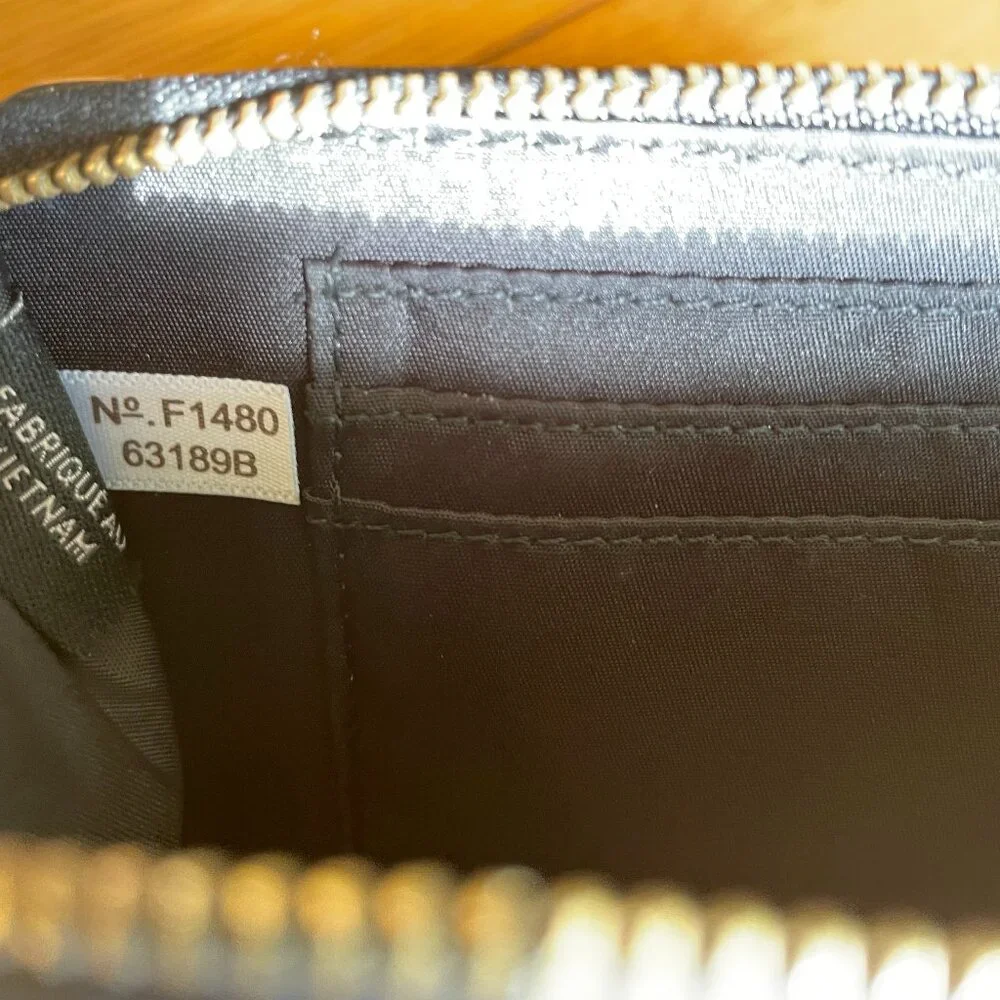 Nº. F1480
63189B
FABRIQUE AU
VIETNAM